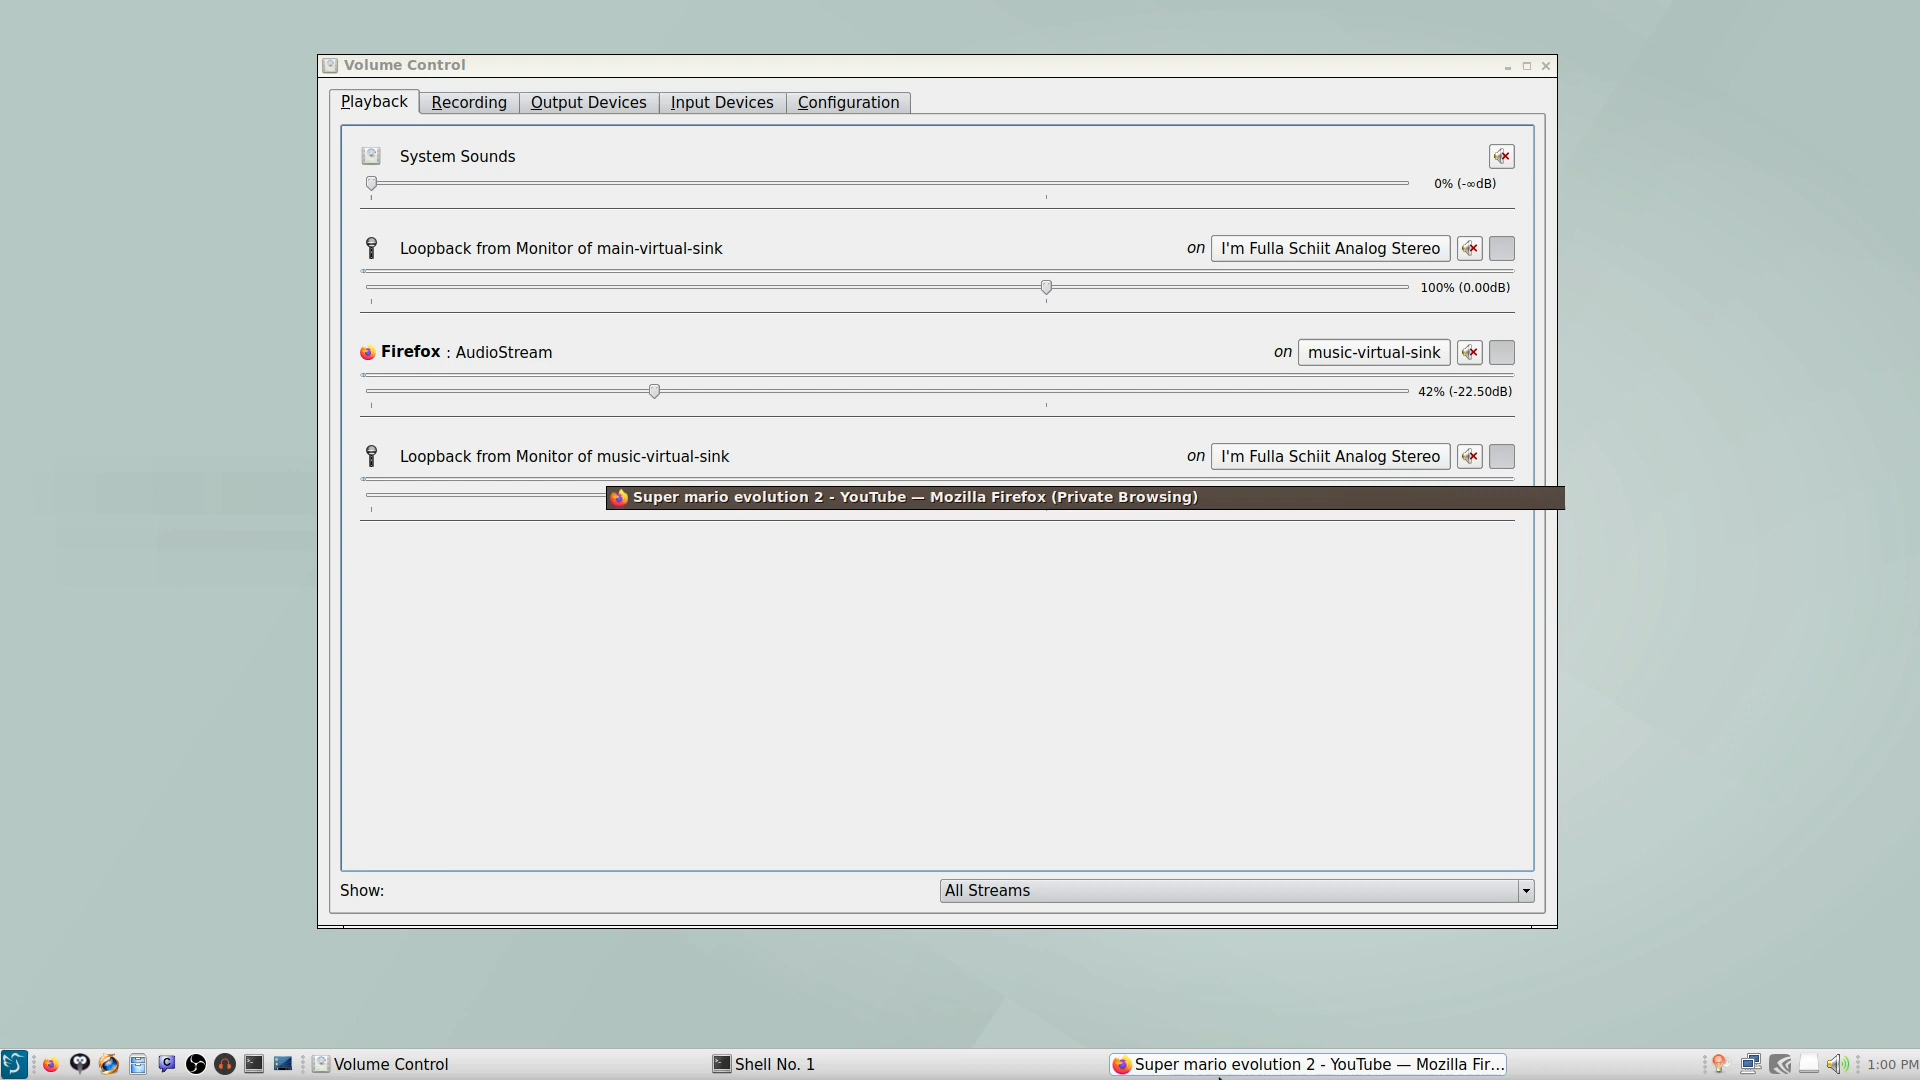 Volume Control
Playback Recording Output Devices Input Devices Configuration
System Sounds
0% (-∞dB)
Loopback from Monitor of main-virtual-sink on I'm Fulla Schiit Analog Stereo
100% (0.00dB)
Firefox : AudioStream on music-virtual-sink
42% (-22.50dB)
Loopback from Monitor of music-virtual-sink on I'm Fulla Schiit Analog Stereo
Super mario evolution 2 - YouTube — Mozilla Firefox (Private Browsing)
Show: All Streams
Volume Control Shell No. 1 Super mario evolution 2 - YouTube — Mozilla Fir... 1:00 PM